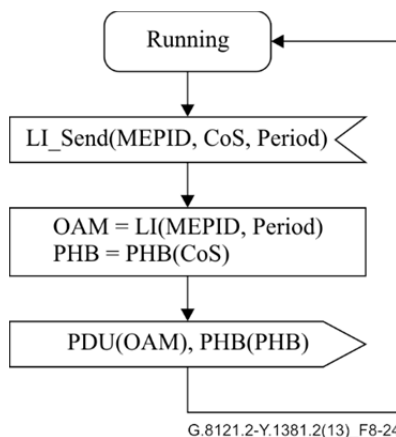 Running
LI_Send(MEPID, CoS, Period)
OAM = LI(MEPID, Period)
PHB = PHB(CoS)
PDU(OAM), PHB(PHB)
G.8121.2-Y.1381.2(13)_F8-24